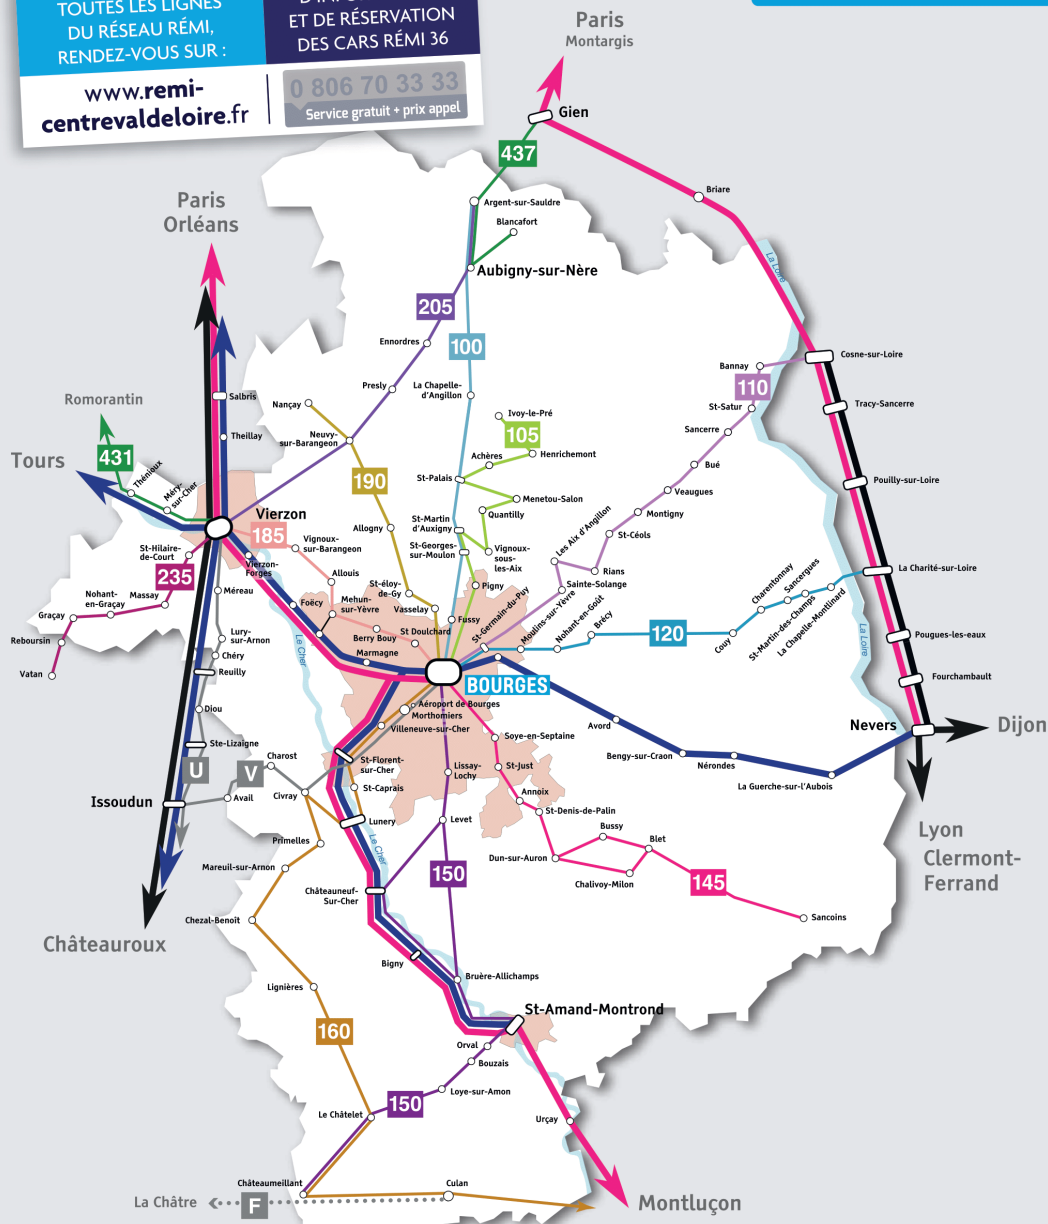 TOUTES LES LIGNES
DU RÉSEAU RÉMI,
RENDEZ-VOUS SUR :
ET DE RÉSERVATION
DES CARS RÉMI 36
www.remi-
centrevaldeloire.fr
0 806 70 33 33
Service gratuit + prix appel
Paris
Montargis
Gien
437
Briare
Argent-sur-Sauldre
Blancafort
Aubigny-sur-Nère
La Loire
Paris
Orléans
205
100
Ennordres
Cosne-sur-Loire
Bannay
110
Presly
La Chapelle-
d'Angillon
Salbris
Romorantin
Nançay
St-Satur
Tracy-Sancerre
Ivoy-le-Pré
105
Sancerre
Theillay
Neuvy-
sur-Barangeon
431
Tours
Thénioux
Méry-
sur-Cher
Achères
Henrichemont
Bué
190
St-Palais
Veaugues
Pouilly-sur-Loire
Menetou-Salon
Vierzon
Quantilly
Montigny
185
Allogny
St-Martin
d'Auxigny
Les Aix d'Angillon
St-Céols
Vignoux-
sur-Barangeon
St-Georges-
sur-Moulon
Vignoux-
sous-
les-Aix
St-Hilaire-
de-Court
Vierzon-
Forges
Rians
La Charité-sur-Loire
235
Allouis
St-éloy-
de-Gy
Pigny
Sainte-Solange
Charentonnay
Sancergues
Méreau
Massay
Nohant-
en-Graçay
Foëcy
Mehun-
sur-Yèvre
Vasselay
St-Germain-du-Puy
Moulins-sur-Yèvre
Nohant-en-Goût
Brécy
Graçay
Fussy
120
Couy
St-Martin-des-Champs
La Chapelle-Montlinard
La Loire
Pougues-les-eaux
Reboursin
Lury-
sur-Arnon
Le Cher
Berry Bouy
St Doulchard
Chéry
Marmagne
Vatan
Reuilly
BOURGES
Fourchambault
Diou
Aéroport de Bourges
Morthomiers
Villeneuve-sur-Cher
Avord
Nevers
Dijon
Ste-Lizaigne
Soye-en-Septaine
Bengy-sur-Craon
Nérondes
La Guerche-sur-l'Aubois
U
V
Charost
St-Florent-
sur-Cher
Lissay-
Lochy
St-Just
Issoudun
Avail
Civray
St-Caprais
Annoix
St-Denis-de-Palin
Lunery
Levet
Bussy
Lyon
Clermont-
Ferrand
Primelles
Le Cher
Blet
Mareuil-sur-Arnon
150
Dun-sur-Auron
Chalivoy-Milon
145
Châteauneuf-
Sur-Cher
Chezal-Benoît
Sancoins
Châteauroux
Bigny
Bruère-Allichamps
Lignières
St-Amand-Montrond
160
Orval
Bouzais
Loye-sur-Arnon
150
Le Châtelet
Urçay
Châteaumeillant
Culan
La Châtre
F
Montluçon